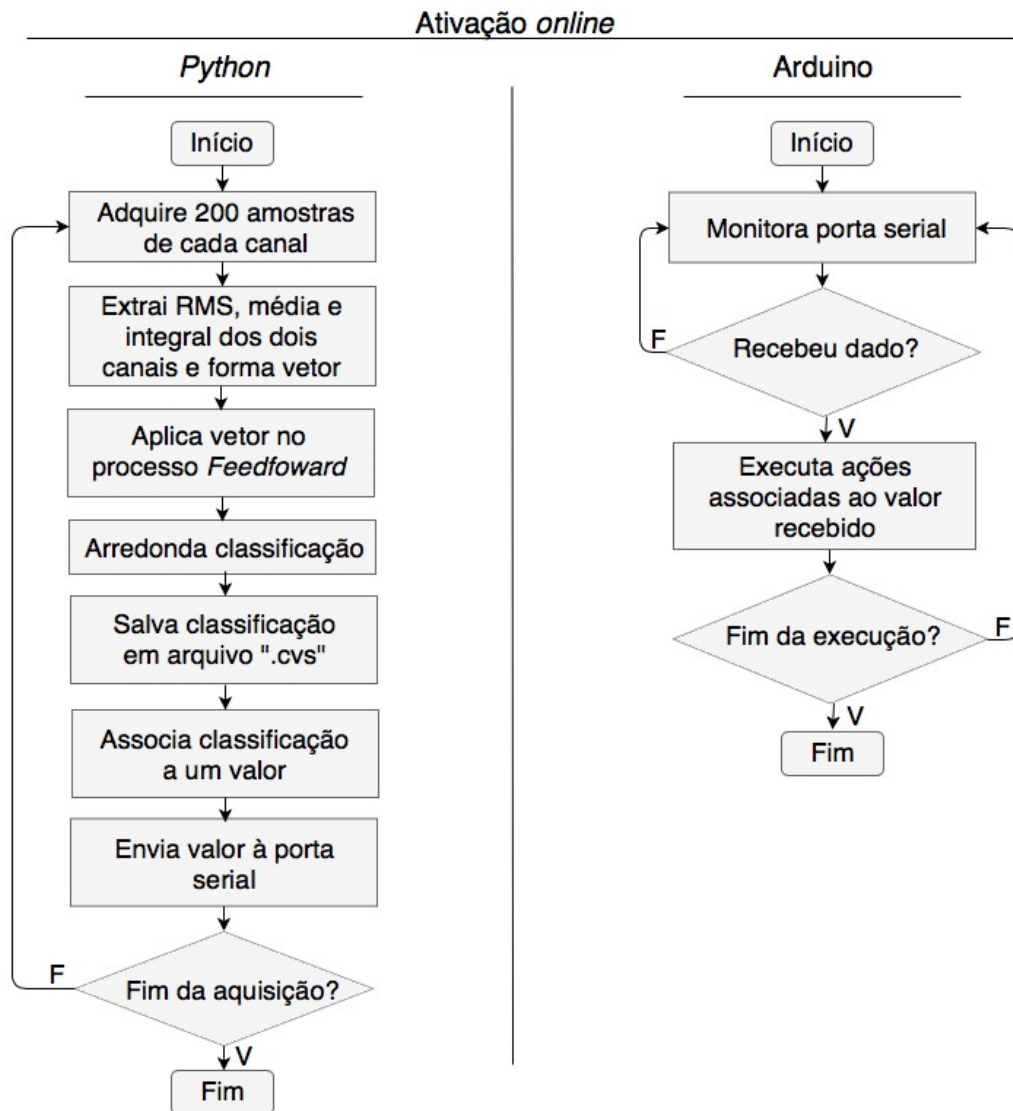 Ativação online
Python
Início
Adquire 200 amostras
de cada canal
Extrai RMS, média e
integral dos dois
canais e forma vetor
Aplica vetor no
processo Feedfoward
Arredonda classificação
Salva classificação
em arquivo ".cvs"
Associa classificação
a um valor
Envia valor à porta
serial
Fim da aquisição?
F
V
Fim
Arduino
Início
Monitora porta serial
Recebeu dado?
F
V
Executa ações
associadas ao valor
recebido
Fim da execução?
F
V
Fim